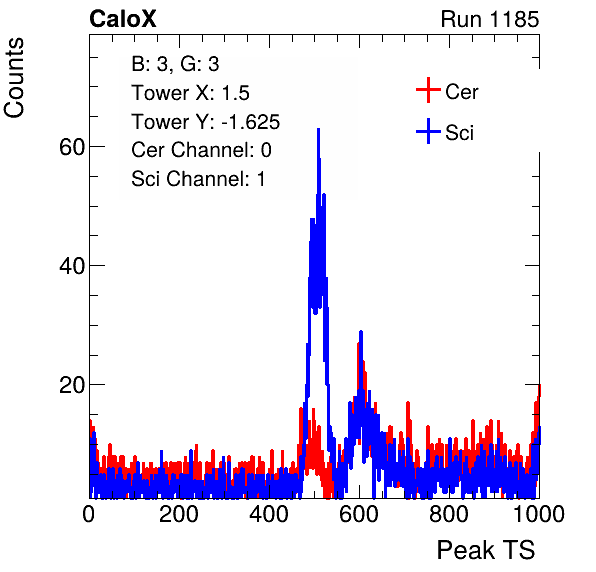 CaloX
Run 1185
Counts
B: 3, G: 3
Tower X: 1.5
Tower Y: -1.625
Cer Channel: 0
Sci Channel: 1
Cer
Sci
60
40
20
0
200
400
600
800
1000
Peak TS